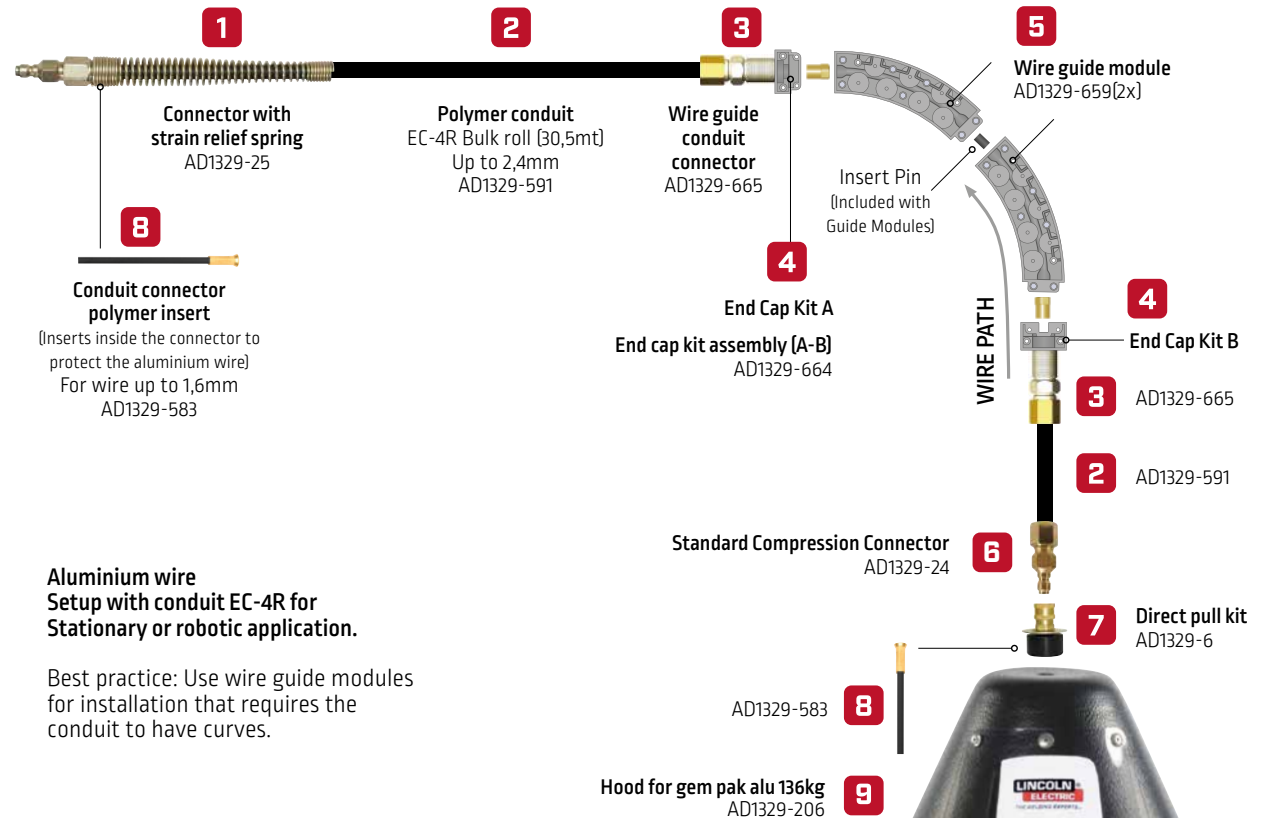 1
Connector with
strain relief spring
AD1329-25
2
Polymer conduit
EC-4R Bulk roll (30,5mt)
Up to 2,4mm
AD1329-591
3
Wire guide
conduit
connector
AD1329-665
5
Wire guide module
AD1329-659(2x)
Insert Pin
(Included with
Guide Modules)
8
Conduit connector
polymer insert
(Inserts inside the connector to
protect the aluminium wire)
For wire up to 1,6mm
AD1329-583
4
End Cap Kit A
End cap kit assembly (A-B)
AD1329-664
WIRE PATH
4
End Cap Kit B
3
AD1329-665
2
AD1329-591
Standard Compression Connector
AD1329-24
6
7
Direct pull kit
AD1329-6
Aluminium wire
Setup with conduit EC-4R for
Stationary or robotic application.
Best practice: Use wire guide modules
for installation that requires the
conduit to have curves.
AD1329-583
8
Hood for gem pak alu 136kg
AD1329-206
9
LINCOLN
ELECTRIC
THE WELDING EXPERTS